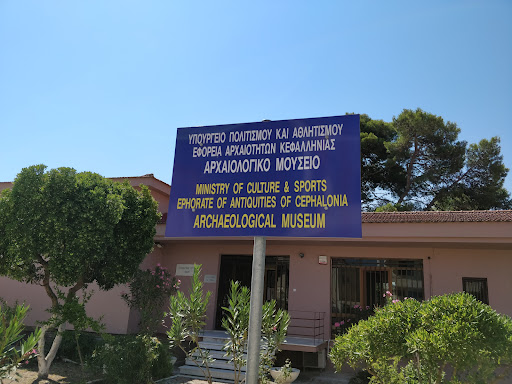 ΥΠΟΥΡΓΕΙΟ ΠΟΛΙΤΙΣΜΟΥ ΚΑΙ ΑΘΛΗΤΙΣΜΟΥ
ΕΦΟΡΕΙΑ ΑΡΧΑΙΟΤΗΤΩΝ ΚΕΦΑΛΛΗΝΙΑΣ
ΑΡΧΑΙΟΛΟΓΙΚΟ ΜΟΥΣΕΙΟ
MINISTRY OF CULTURE & SPORTS
EPHORATE OF ANTIQUITIES OF CEPHALONIA
ARCHAEOLOGICAL MUSEUM